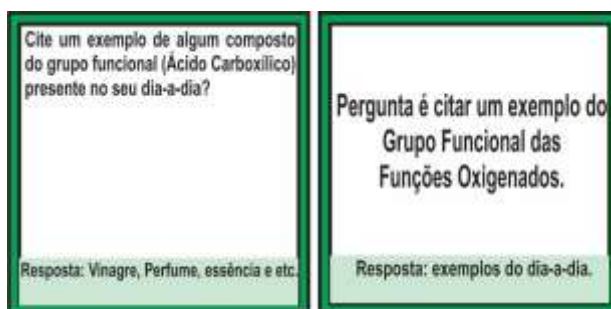 Cite um exemplo de algum composto
do grupo funcional (Ácido Carboxílico)
presente no seu dia-a-dia?
Resposta: Vinagre, Perfume, essência e etc.
Pergunta é citar um exemplo do
Grupo Funcional das
Funções Oxigenados.
Resposta: exemplos do dia-a-dia.